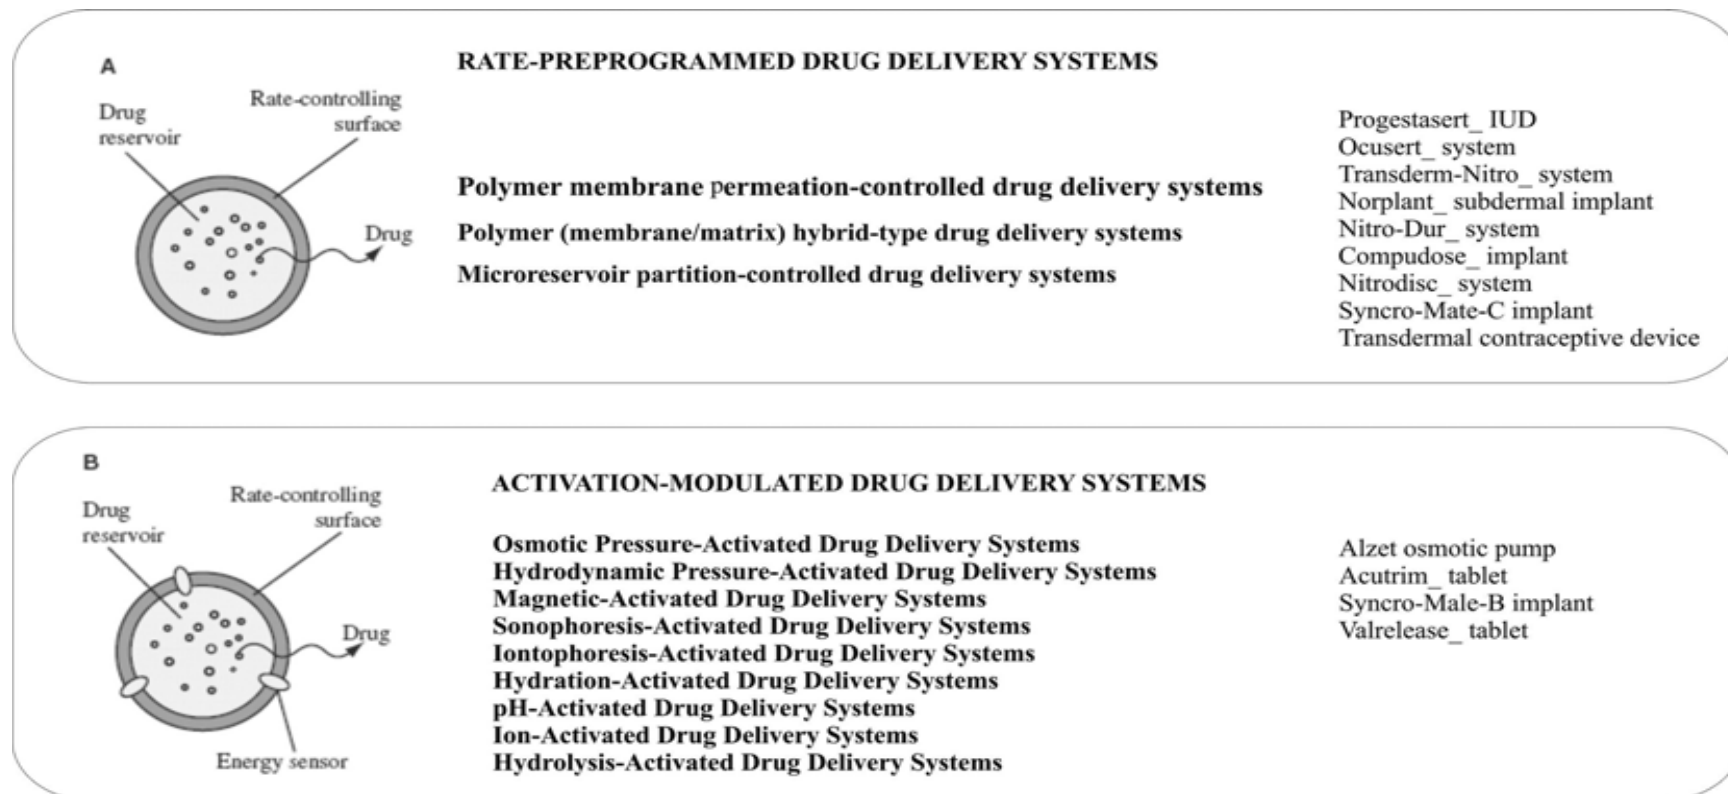 A
RATE-PREPROGRAMMED DRUG DELIVERY SYSTEMS
Drug
reservoir
Rate-controlling
surface
Drug
Polymer membrane permeation-controlled drug delivery systems
Polymer (membrane/matrix) hybrid-type drug delivery systems
Microreservoir partition-controlled drug delivery systems
Progestasert_ IUD
Ocusert_ system
Transderm-Nitro_ system
Norplant_ subdermal implant
Nitro-Dur_ system
Compudose_ implant
Nitrodisc_ system
Syncro-Mate-C implant
Transdermal contraceptive device
B
ACTIVATION-MODULATED DRUG DELIVERY SYSTEMS
Drug
reservoir
Rate-controlling
surface
Drug
Energy sensor
Osmotic Pressure-Activated Drug Delivery Systems
Hydrodynamic Pressure-Activated Drug Delivery Systems
Magnetic-Activated Drug Delivery Systems
Sonophoresis-Activated Drug Delivery Systems
Iontophoresis-Activated Drug Delivery Systems
Hydration-Activated Drug Delivery Systems
pH-Activated Drug Delivery Systems
Ion-Activated Drug Delivery Systems
Hydrolysis-Activated Drug Delivery Systems
Alzet osmotic pump
Acutrim_ tablet
Syncro-Male-B implant
Valrelease_ tablet